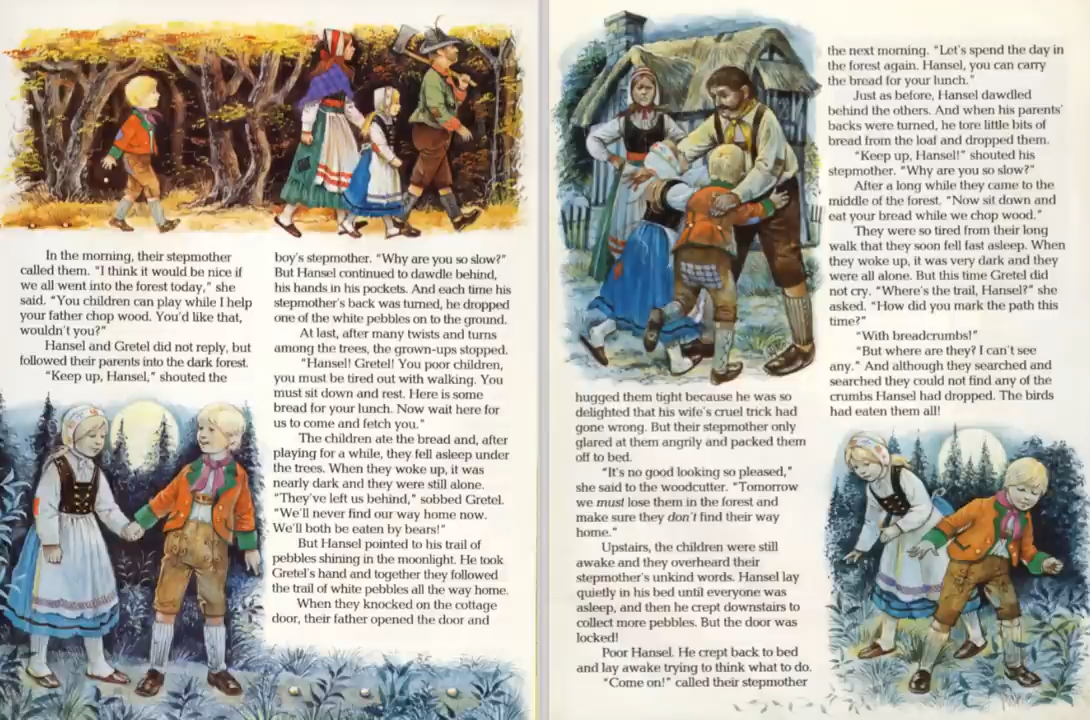 In the morning, their stepmother
called them. "I think it would be nice if
we all went into the forest today," she
said. "You children can play while I help
your father chop wood. You'd like that,
wouldn't you?"
Hansel and Gretel did not reply, but
followed their parents into the dark forest.
"Keep up, Hansel," shouted the
boy's stepmother. "Why are you so slow?"
But Hansel continued to dawdle behind,
his hands in his pockets. And each time his
stepmother's back was turned, he dropped
one of the white pebbles on to the ground.
At last, after many twists and turns
among the trees, the grown-ups stopped.
"Hansel! Gretel! You poor children,
you must be tired out with walking. You
must sit down and rest. Here is some
bread for your lunch. Now wait here for
us to come and fetch you."
The children ate the bread and, after
playing for a while, they fell asleep under
the trees. When they woke up, it was
nearly dark and they were still alone.
"They've left us behind," sobbed Gretel.
"We'll never find our way home now.
We'll both be eaten by bears!"
But Hansel pointed to his trail of
pebbles shining in the moonlight. He took
Gretel's hand and together they followed
the trail of white pebbles all the way home.
When they knocked on the cottage
door, their father opened the door and
hugged them tight because he was so
delighted that his wife's cruel trick had
gone wrong. But their stepmother only
glared at them angrily and packed them
off to bed.
"It's no good looking so pleased,"
she said to the woodcutter. "Tomorrow
we must lose them in the forest and
make sure they don't find their way
home."
Upstairs, the children were still
awake and they overheard their
stepmother's unkind words. Hansel lay
quietly in his bed until everyone was
asleep, and then he crept downstairs to
collect more pebbles. But the door was
locked!
Poor Hansel. He crept back to bed
and lay awake trying to think what to do.
"Come on!" called their stepmother
the next morning. "Let's spend the day in
the forest again. Hansel, you can carry
the bread for your lunch."
Just as before, Hansel dawdled
behind the others. And when his parents'
backs were turned, he tore little bits of
bread from the loaf and dropped them.
"Keep up, Hansel!" shouted his
stepmother. "Why are you so slow?"
After a long while they came to the
middle of the forest. "Now sit down and
eat your bread while we chop wood."
They were so tired from their long
walk that they soon fell fast asleep. When
they woke up, it was very dark and they
were all alone. But this time Gretel did
not cry. "Where's the trail, Hansel?" she
asked. "How did you mark the path this
time?"
"With breadcrumbs!"
"But where are they? I can't see
any." And although they searched and
searched they could not find any of the
crumbs Hansel had dropped. The birds
had eaten them all!